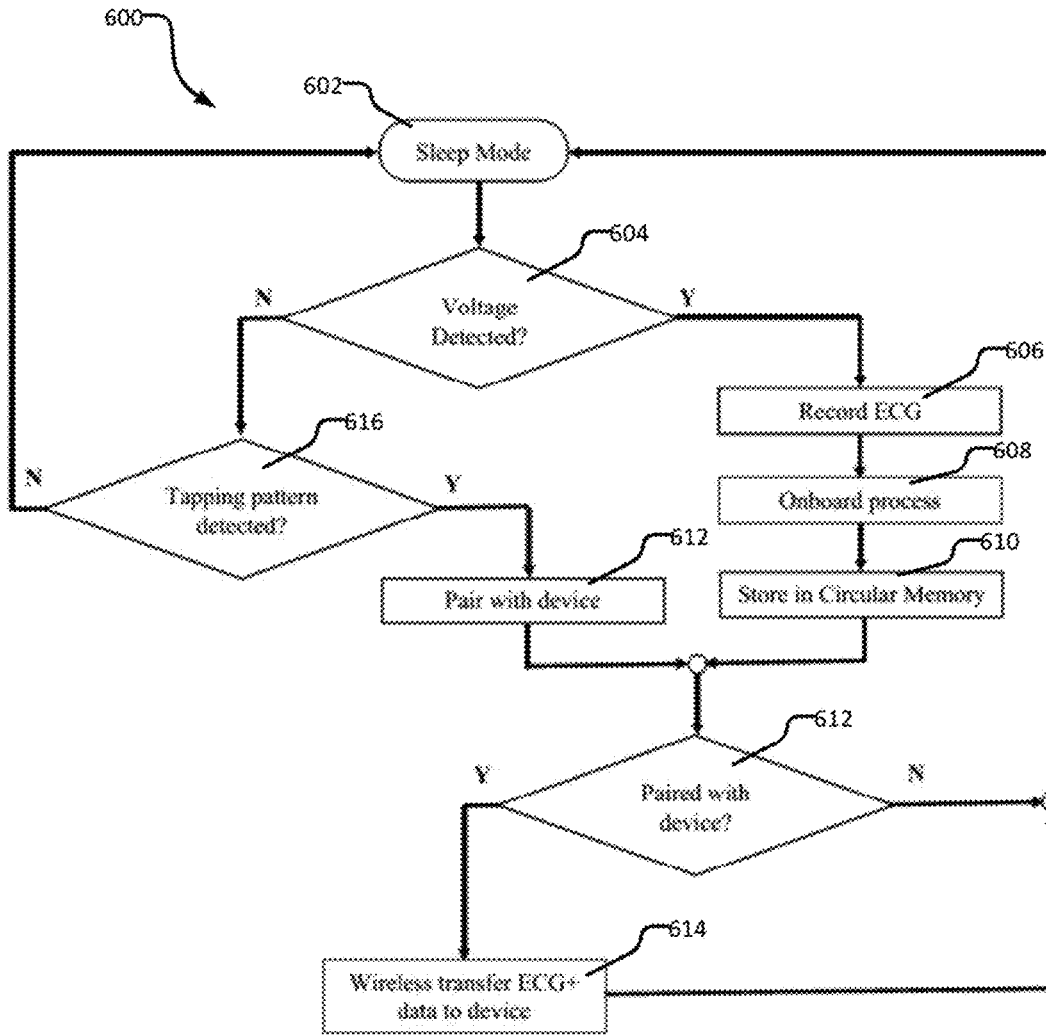 600
602
Sleep Mode
604
N
Y
Voltage
Detected?
606
Record ECG
616
608
N
Y
Tapping pattern
detected?
Onboard process
612
610
Pair with device
Store in Circular Memory
612
Y
N
Paired with
device?
614
Wireless transfer ECG+
data to device